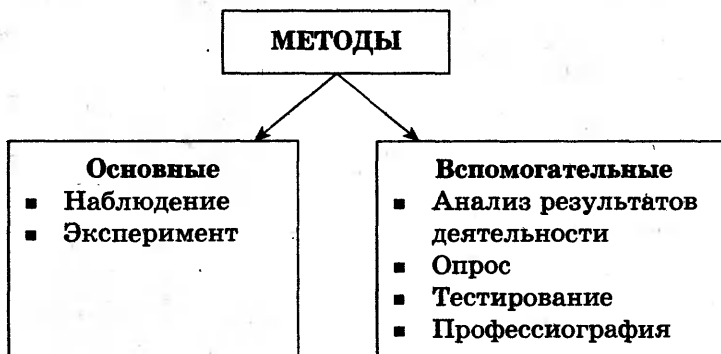 МЕТОДЫ
Основные
▪ Наблюдение
▪ Эксперимент
Вспомогательные
▪ Анализ результатов
деятельности
▪ Опрос
▪ Тестирование
▪ Профессиография